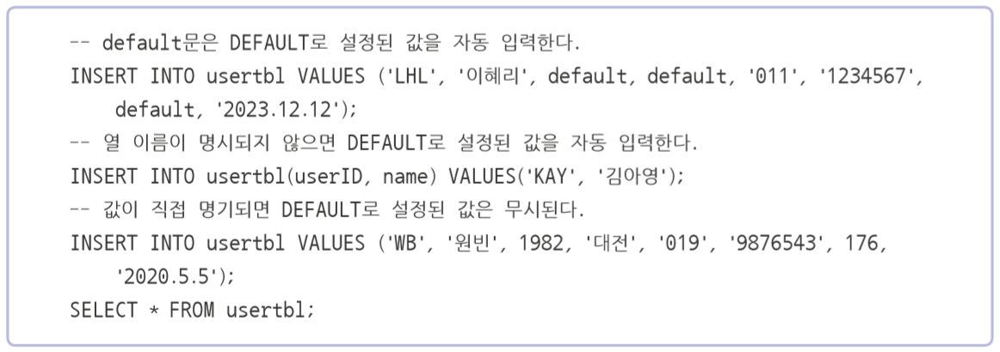 -- default문은 DEFAULT로 설정된 값을 자동 입력한다.
INSERT INTO usertbl VALUES ('LHL', '이혜리', default, default, '011', '1234567',
default, '2023.12.12');
-- 열 이름이 명시되지 않으면 DEFAULT로 설정된 값을 자동 입력한다.
INSERT INTO usertbl(userID, name) VALUES('KAY', '김아영');
-- 값이 직접 명기되면 DEFAULT로 설정된 값은 무시된다.
INSERT INTO usertbl VALUES ('WB', '원빈', 1982, '대전', '019', '9876543', 176,
'2020.5.5');
SELECT * FROM usertbl;